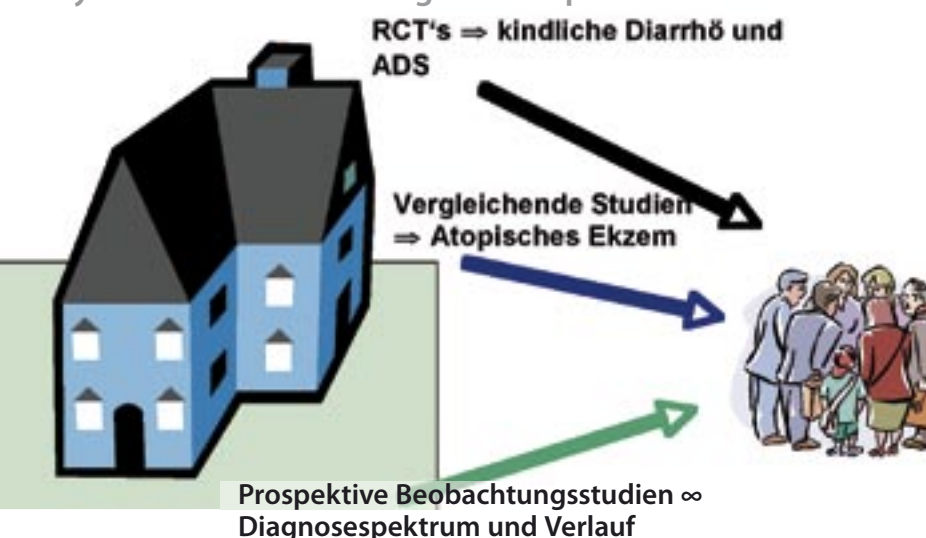 RCT's ⇒ kindliche Diarrhö und
ADS
Vergleichende Studien
⇒ Atopisches Ekzem
Prospektive Beobachtungsstudien ∞
Diagnosespektrum und Verlauf